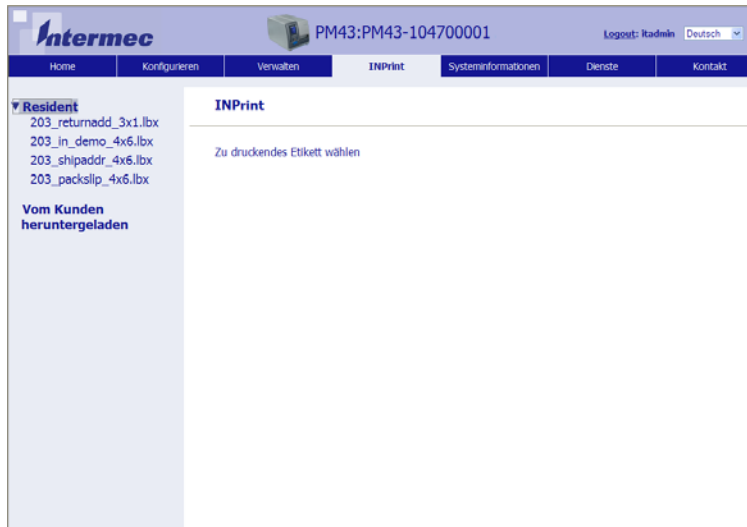 Intermec
PM43:PM43-104700001
Logout: itadmin Deutsch
Home Konfigurieren Verwalten INPrint Systeminformationen Dienste Kontakt
Resident
203_returnadd_3x1.lbx
203_in_demo_4x6.lbx
203_shipaddr_4x6.lbx
203_packslip_4x6.lbx
Vom Kunden
heruntergeladen
INPrint
Zu druckendes Etikett wählen